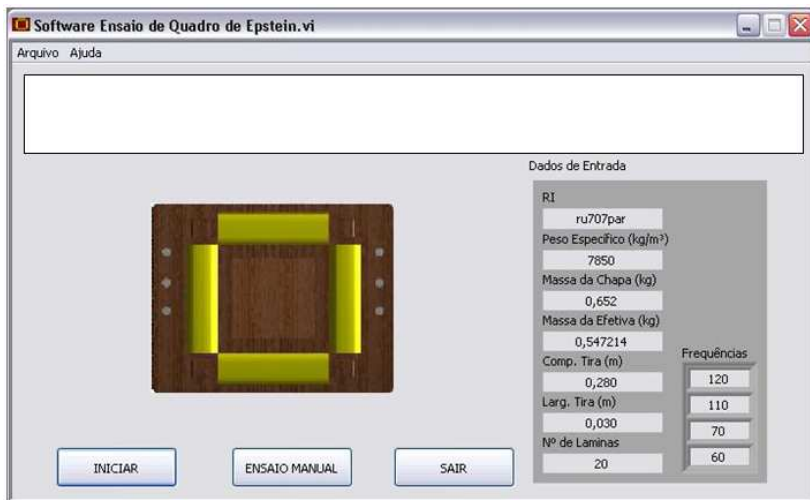 Software Ensaio de Quadro de Epstein.vi
Arquivo Ajuda
Dados de Entrada
RI
ru707par
Peso Específico (kg/m³)
7850
Massa da Chapa (kg)
0,652
Massa da Efetiva (kg)
0,547214
Comp. Tira (m)
0,280
Larg. Tira (m)
0,030
Nº de Laminas
20
Frequências
120
110
70
60
INICIAR
ENSAIO MANUAL
SAIR